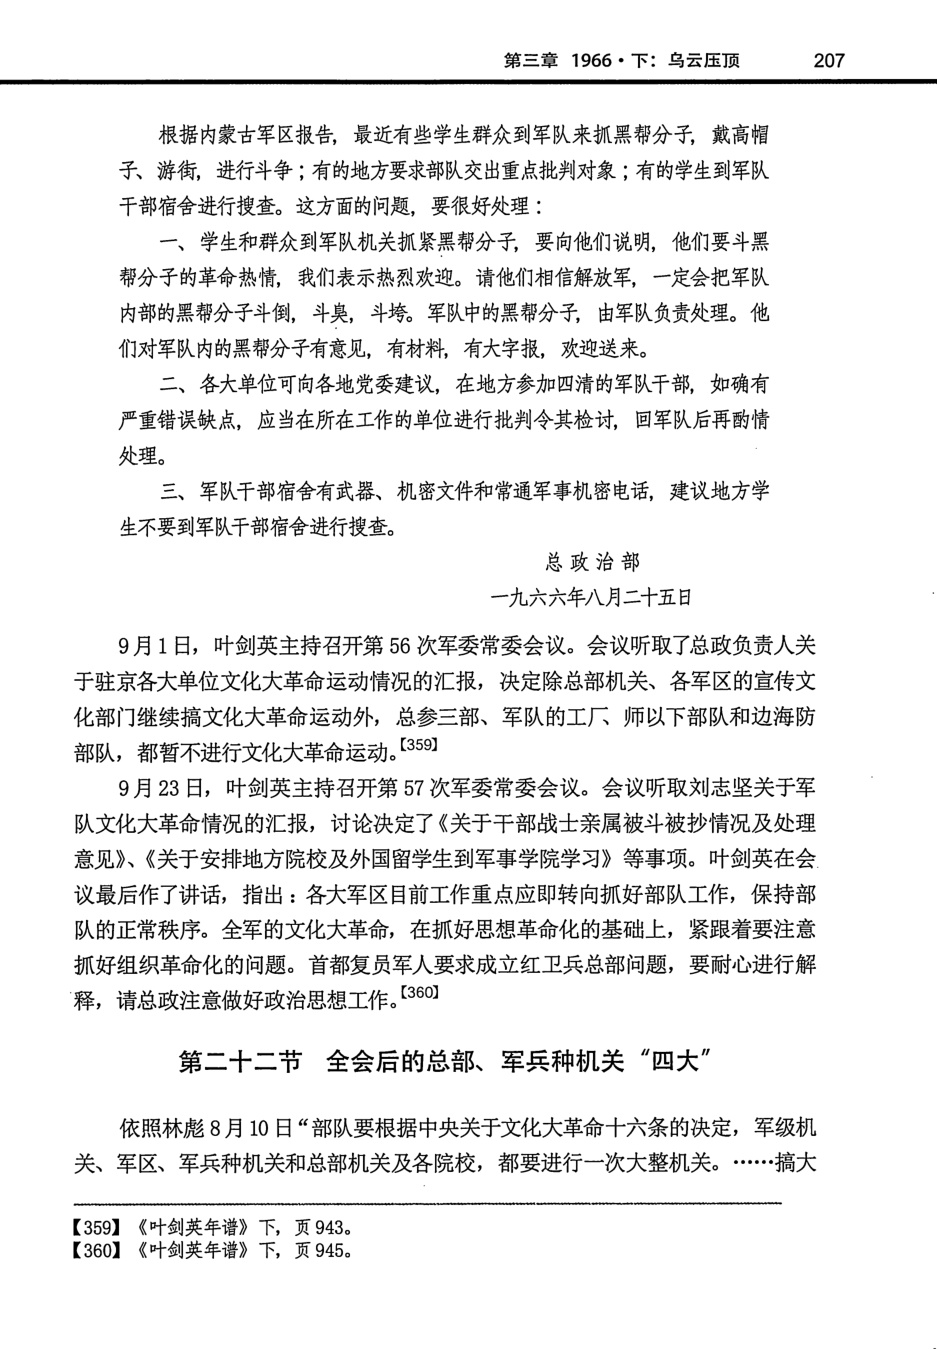 第三章 1966·下：乌云压顶 207
根据内蒙古军区报告，最近有些学生群众到军队来抓黑帮分子，戴高帽
子、游街，进行斗争；有的地方要求部队交出重点批判对象；有的学生到军队
干部宿舍进行搜查。这方面的问题，要很好处理：
一、学生和群众到军队机关抓紧黑帮分子，要向他们说明，他们要斗黑
帮分子的革命热情，我们表示热烈欢迎。请他们相信解放军，一定会把军队
内部的黑帮分子斗倒，斗臭，斗垮。军队中的黑帮分子，由军队负责处理。他
们对军队内的黑帮分子有意见，有材料，有大字报，欢迎送来。
二、各大单位可向各地党委建议，在地方参加四清的军队干部，如确有
严重错误缺点，应当在所在工作的单位进行批判令其检讨，回军队后再酌情
处理。
三、军队干部宿舍有武器、机密文件和常通军事机密电话，建议地方学
生不要到军队干部宿舍进行搜查。
总政治部
一九六六年八月二十五日
9月1日，叶剑英主持召开第56次军委常委会议。会议听取了总政负责人关
于驻京各大单位文化大革命运动情况的汇报，决定除总部机关、各军区的宣传文
化部门继续搞文化大革命运动外，总参三部、军队的工厂、师以下部队和边海防
部队，都暂不进行文化大革命运动。【359】
9月23日，叶剑英主持召开第57次军委常委会议。会议听取刘志坚关于军
队文化大革命情况的汇报，讨论决定了《关于干部战士亲属被斗被抄情况及处理
意见》、《关于安排地方院校及外国留学生到军事学院学习》等事项。叶剑英在会
议最后作了讲话，指出：各大军区目前工作重点应即转向抓好部队工作，保持部
队的正常秩序。全军的文化大革命，在抓好思想革命化的基础上，紧跟着要注意
抓好组织革命化的问题。首都复员军人要求成立红卫兵总部问题，要耐心进行解
释，请总政注意做好政治思想工作。【360】
第二十二节 全会后的总部、军兵种机关“四大”
依照林彪8月10日“部队要根据中央关于文化大革命十六条的决定，军级机
关、军区、军兵种机关和总部机关及各院校，都要进行一次大整机关。……搞大
【359】《叶剑英年谱》下，页943。
【360】《叶剑英年谱》下，页945。